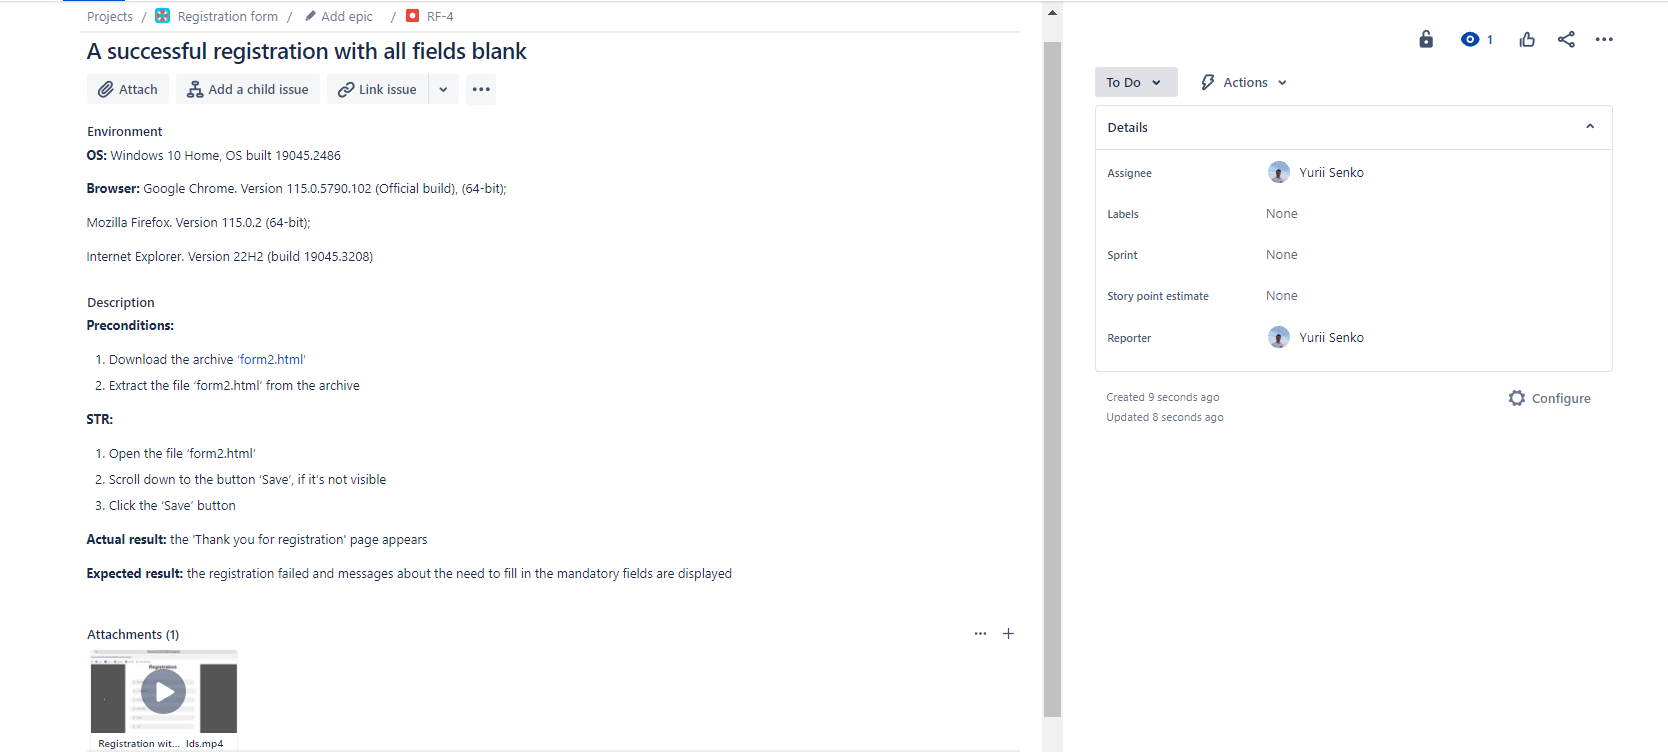 Projects / Registration form / Add epic / RF-4
A successful registration with all fields blank
Attach Add a child issue Link issue
Environment
OS: Windows 10 Home, OS built 19045.2486
Browser: Google Chrome. Version 115.0.5790.102 (Official build), (64-bit);
Mozilla Firefox. Version 115.0.2 (64-bit);
Internet Explorer. Version 22H2 (build 19045.3208)
Description
Preconditions:
1. Download the archive ‘form2.html’
2. Extract the file ‘form2.html’ from the archive
STR:
1. Open the file ‘form2.html’
2. Scroll down to the button ‘Save’, if it’s not visible
3. Click the ‘Save’ button
Actual result: the 'Thank you for registration' page appears
Expected result: the registration failed and messages about the need to fill in the mandatory fields are displayed
Attachments (1)
Registration
Registration wit... lds.mp4
1
To Do Actions
Details
Assignee Yurii Senko
Labels None
Sprint None
Story point estimate None
Reporter Yurii Senko
Created 9 seconds ago
Configure
Updated 8 seconds ago